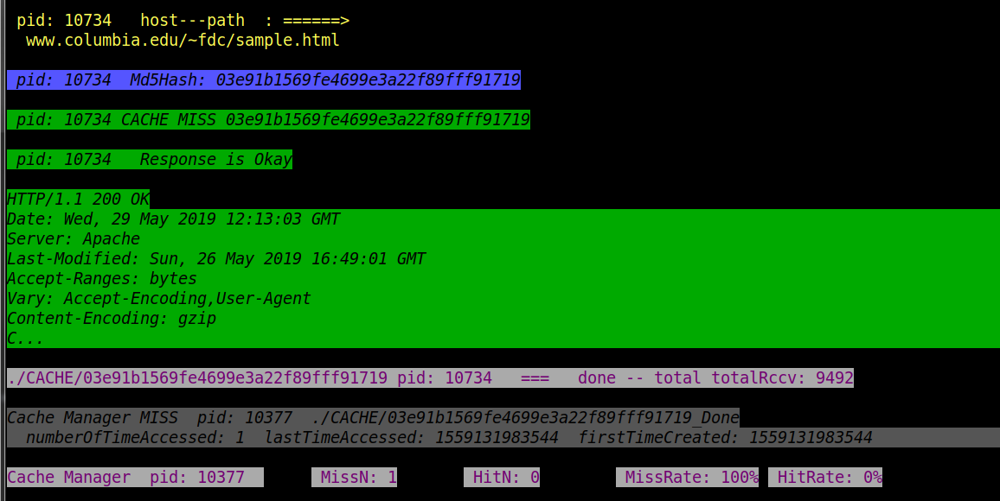 pid: 10734   host---path  : ======>
www.columbia.edu/~fdc/sample.html
pid: 10734  Md5Hash: 03e91b1569fe4699e3a22f89fff91719
pid: 10734 CACHE MISS 03e91b1569fe4699e3a22f89fff91719
pid: 10734   Response is Okay
HTTP/1.1 200 OK
Date: Wed, 29 May 2019 12:13:03 GMT
Server: Apache
Last-Modified: Sun, 26 May 2019 16:49:01 GMT
Accept-Ranges: bytes
Vary: Accept-Encoding,User-Agent
Content-Encoding: gzip
C...
./CACHE/03e91b1569fe4699e3a22f89fff91719 pid: 10734   ===   done -- total totalRccv: 9492
Cache Manager MISS  pid: 10377  ./CACHE/03e91b1569fe4699e3a22f89fff91719_Done
numberOfTimeAccessed: 1  lastTimeAccessed: 1559131983544  firstTimeCreated: 1559131983544
Cache Manager  pid: 10377   MissN: 1   HitN: 0   MissRate: 100%  HitRate: 0%